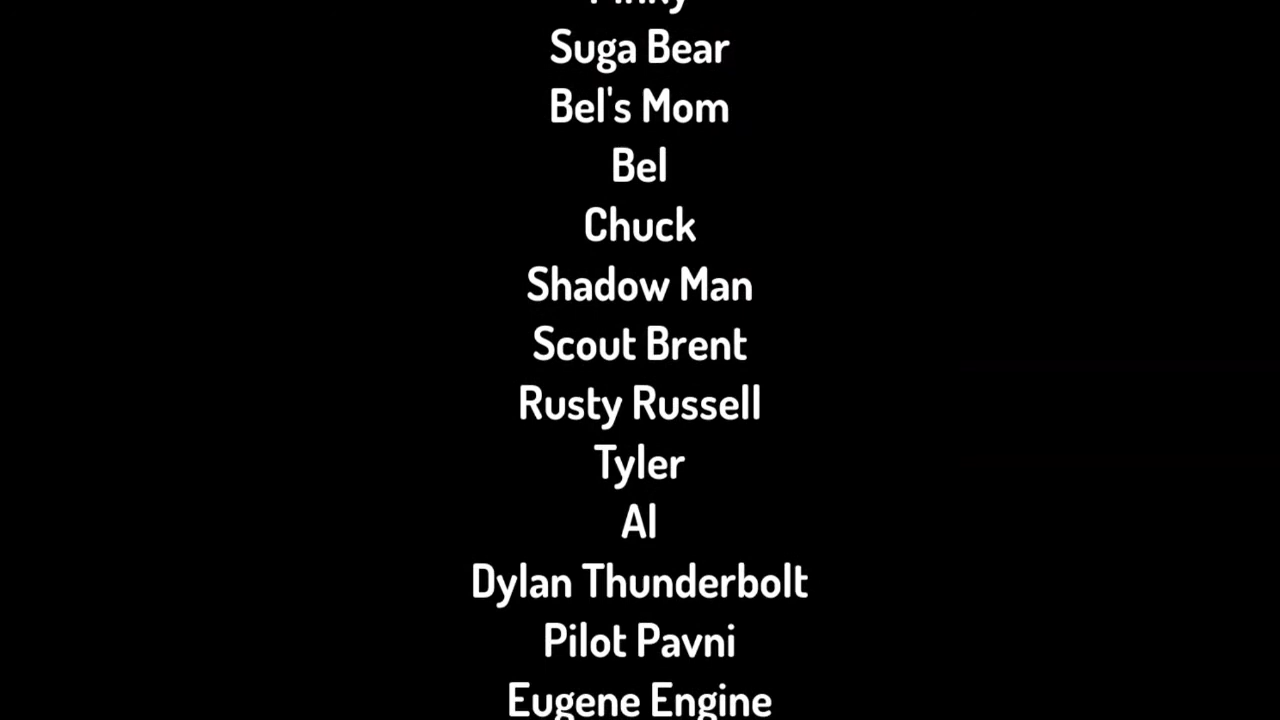 Suga Bear
Bel's Mom
Bel
Chuck
Shadow Man
Scout Brent
Rusty Russell
Tyler
Al
Dylan Thunderbolt
Pilot Pavni
Eugene Engine